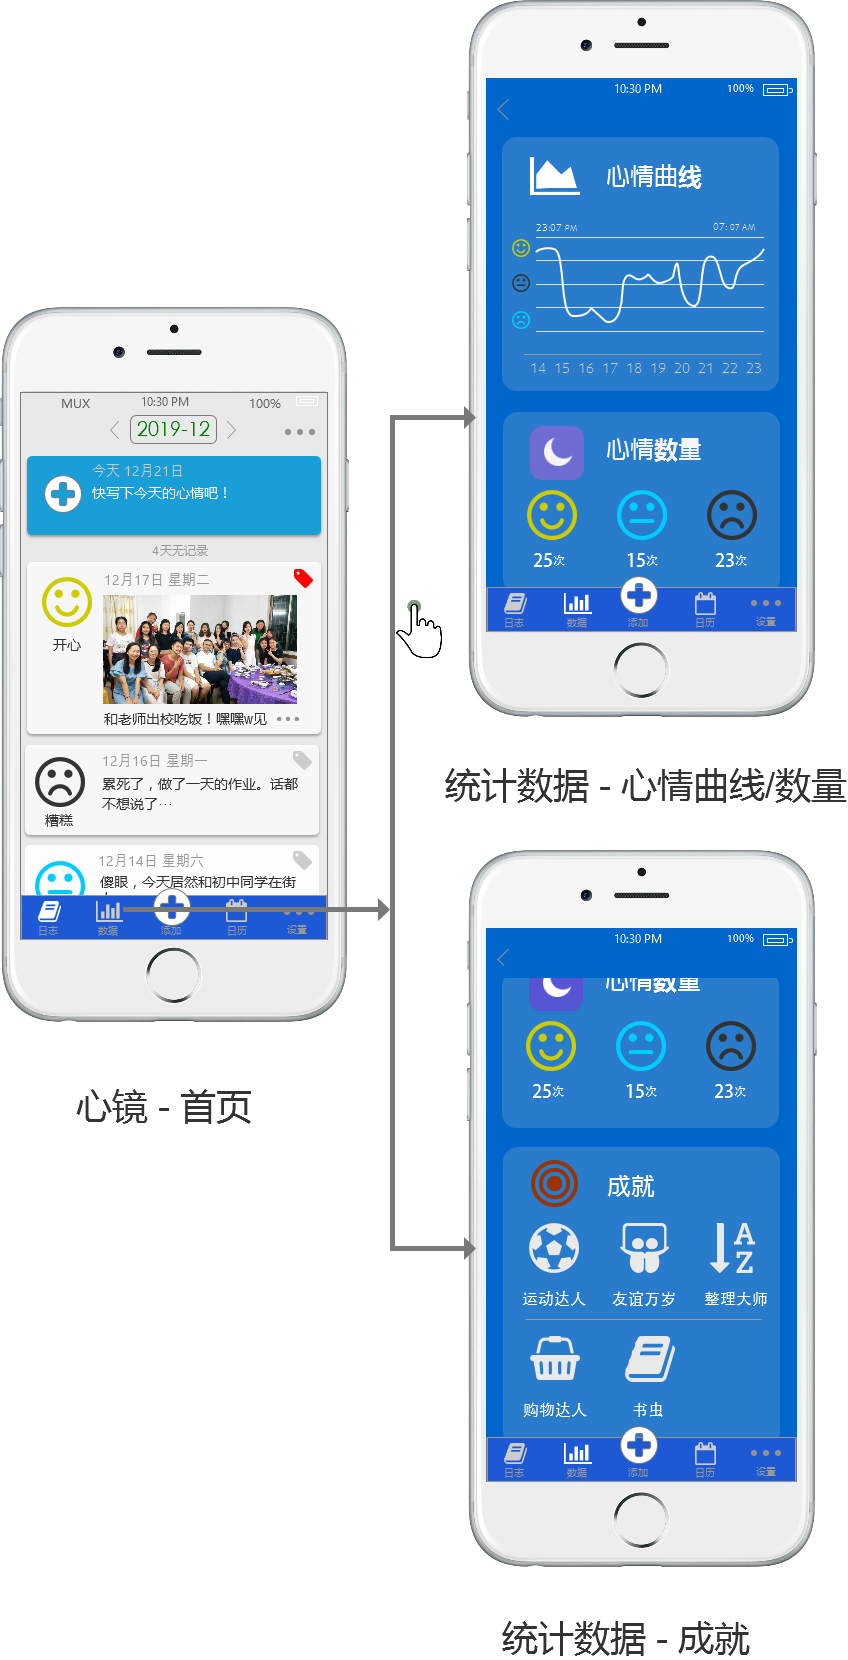 MUX 10:30 PM 100%
2019-12
今天 12月21日
快写下今天的心情吧！
4天无记录
12月17日 星期二
开心
和老师出校吃饭！嘿嘿w见
12月16日 星期一
累死了，做了一天的作业。话都
不想说了…
糟糕
12月14日 星期六
傻眼，今天居然和初中同学在街
日志 数据 添加 日历 设置
心镜 - 首页
10:30 PM 100%
心情曲线
23:07 PM 07:07 AM
14 15 16 17 18 19 20 21 22 23
心情数量
25次 15次 23次
日志 数据 添加 日历 设置
统计数据 - 心情曲线/数量
10:30 PM 100%
心情数量
25次 15次 23次
成就
A
Z
运动达人 友谊万岁 整理大师
购物达人 书虫
日志 数据 添加 日历 设置
统计数据 - 成就